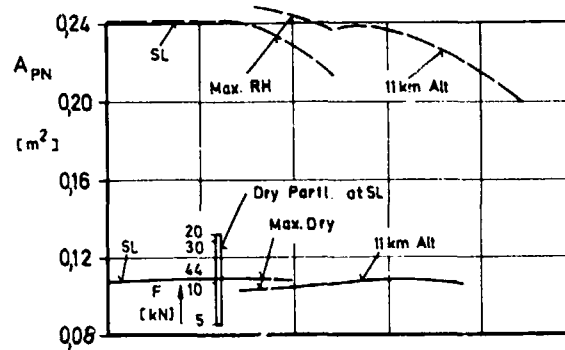 0,24
SL
A PN
Max. RH
11 km Alt
0,20
[m²]
0,16
Dry Partl. at SL
20
30
Max. Dry
0,12
SL
11 km Alt
44
F
10
[kN]
5
0,08